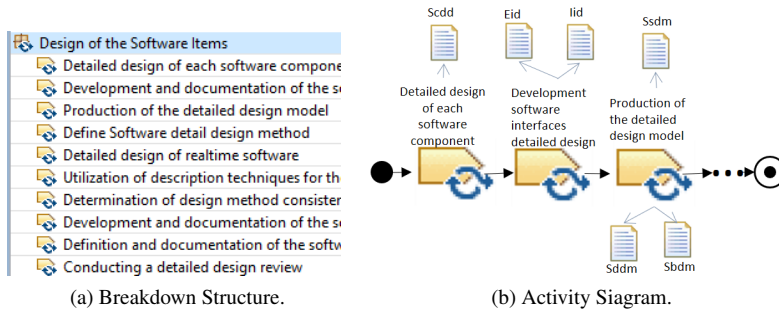 Design of the Software Items
Detailed design of each software compone
Development and documentation of the s
Production of the detailed design model
Define Software detail design method
Detailed design of realtime software
Utilization of description techniques for the
Determination of design method consister
Development and documentation of the s
Definition and documentation of the softw
Conducting a detailed design review
(a) Breakdown Structure.
Scdd
Eid
Iid
Ssdm
Detailed design
of each
software
component
Development
software
interfaces
detailed design
Production of
the detailed
design model
Sddm
Sbdm
(b) Activity Siagram.